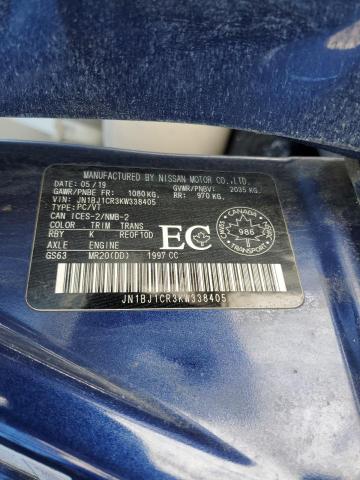 MANUFACTURED BY NISSAN MOTOR CO.,LTD.
DATE: 05/19 GVWR/PNBV: 2035 KG.
GAWR/PNBE FR: 1080 KG. RR: 970 KG.
VIN: JN1BJ1CR3KW338405
TYPE: PC/VT
CAN ICES-2/NMB-2
COLOR TRIM TRANS
RBY K RE0F10D
AXLE ENGINE
GS63 MR20(DD) 1997 CC
EC
CANADA
986
JN1BJ1CR3KW338405